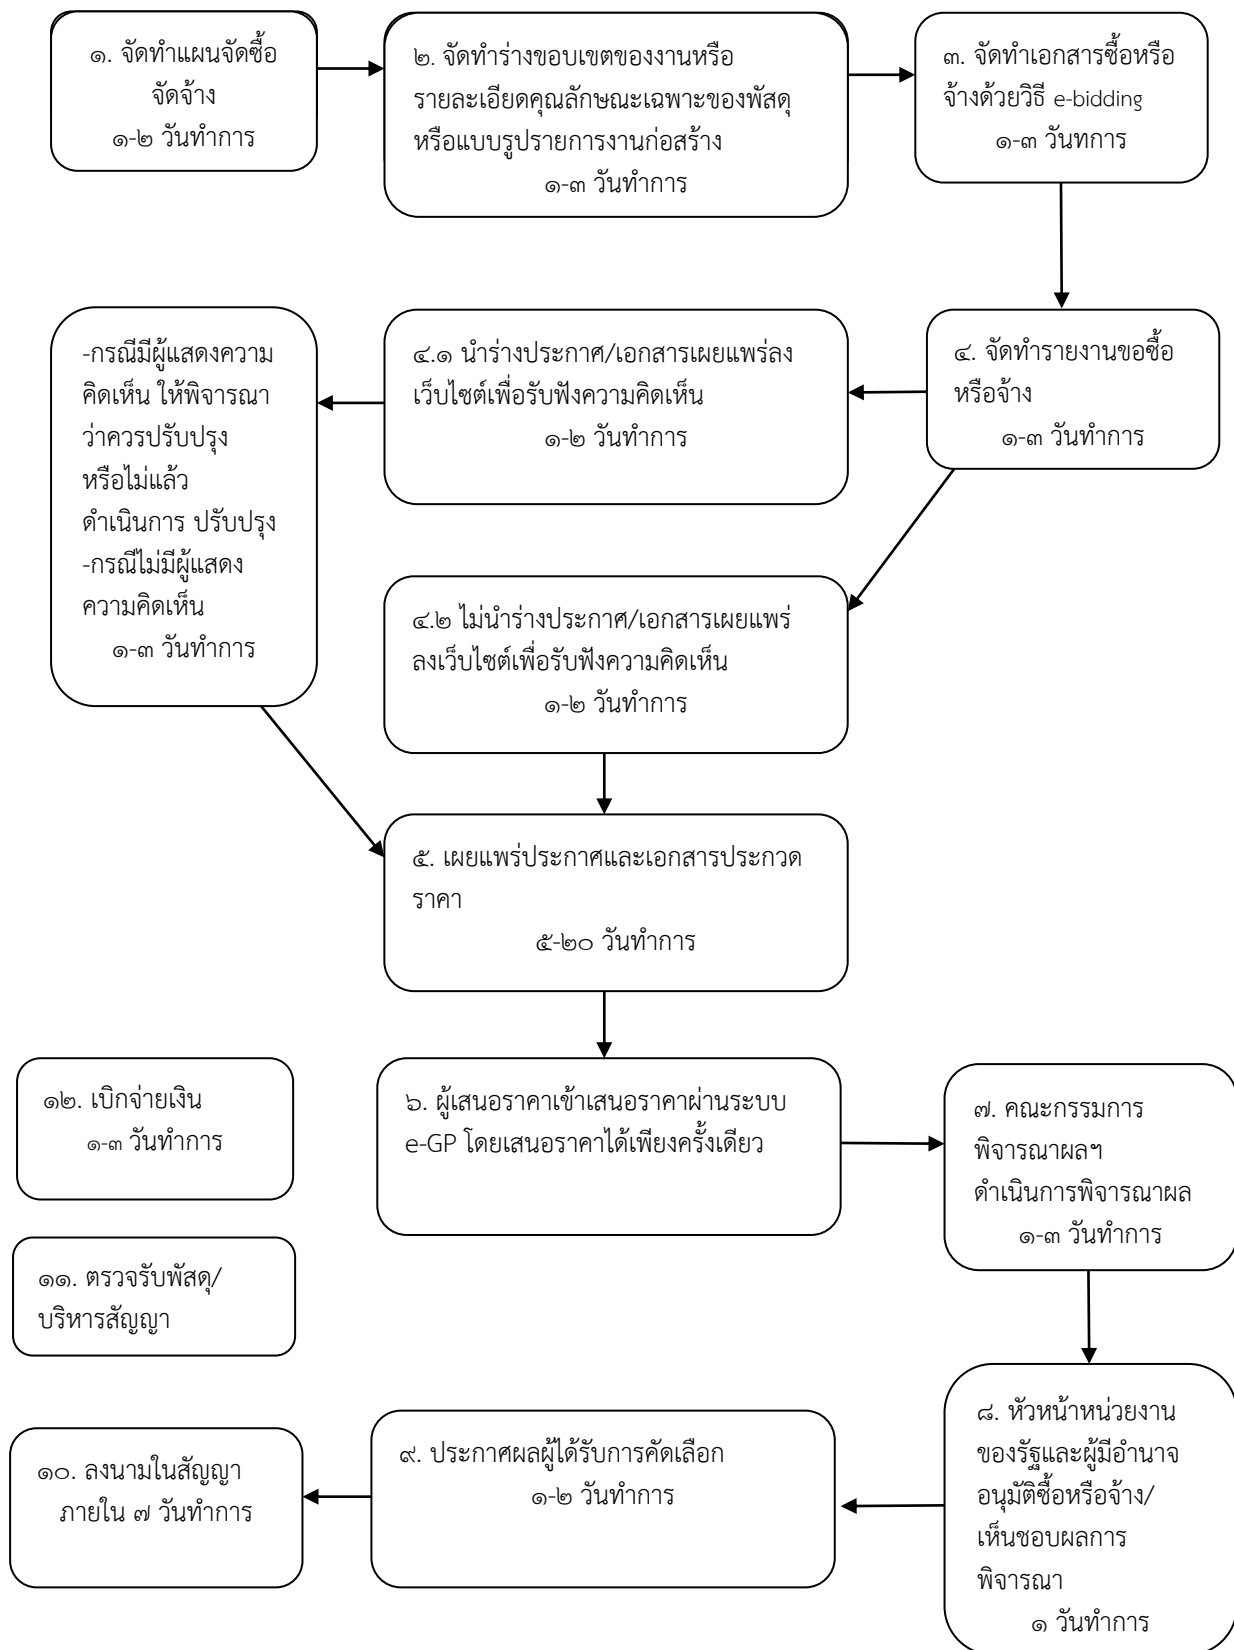 ๑. จัดทำแผนจัดซื้อ
จัดจ้าง
๑-๒ วันทำการ
๒. จัดทำร่างขอบเขตของงานหรือ
รายละเอียดคุณลักษณะเฉพาะของพัสดุ
หรือแบบรูปรายการงานก่อสร้าง
๑-๓ วันทำการ
๓. จัดทำเอกสารซื้อหรือ
จ้างด้วยวิธี e-bidding
๑-๓ วันทการ
๔. จัดทำรายงานขอซื้อ
หรือจ้าง
๑-๓ วันทำการ
๔.๑ นำร่างประกาศ/เอกสารเผยแพร่ลง
เว็บไซต์เพื่อรับฟังความคิดเห็น
๑-๒ วันทำการ
-กรณีมีผู้แสดงความ
คิดเห็น ให้พิจารณา
ว่าควรปรับปรุง
หรือไม่แล้ว
ดำเนินการ ปรับปรุง
-กรณีไม่มีผู้แสดง
ความคิดเห็น
๑-๓ วันทำการ
๔.๒ ไม่นำร่างประกาศ/เอกสารเผยแพร่
ลงเว็บไซต์เพื่อรับฟังความคิดเห็น
๑-๒ วันทำการ
๕. เผยแพร่ประกาศและเอกสารประกวด
ราคา
๕-๒๐ วันทำการ
๖. ผู้เสนอราคาเข้าเสนอราคาผ่านระบบ
e-GP โดยเสนอราคาได้เพียงครั้งเดียว
๗. คณะกรรมการ
พิจารณาผลฯ
ดำเนินการพิจารณาผล
๑-๓ วันทำการ
๘. หัวหน้าหน่วยงาน
ของรัฐและผู้มีอำนาจ
อนุมัติซื้อหรือจ้าง/
เห็นชอบผลการ
พิจารณา
๑ วันทำการ
๙. ประกาศผลผู้ได้รับการคัดเลือก
๑-๒ วันทำการ
๑๐. ลงนามในสัญญา
ภายใน ๗ วันทำการ
๑๑. ตรวจรับพัสดุ/
บริหารสัญญา
๑๒. เบิกจ่ายเงิน
๑-๓ วันทำการ